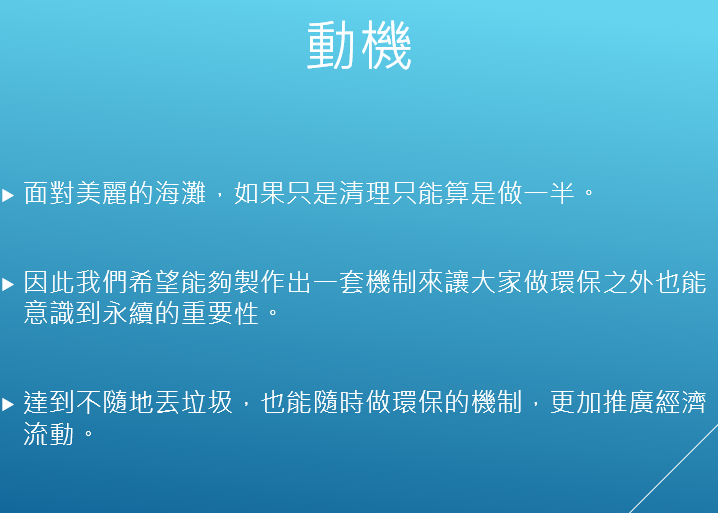 動機
面對美麗的海灘，如果只是清理只能算是做一半。
因此我們希望能夠製作出一套機制來讓大家做環保之外也能
意識到永續的重要性。
達到不隨地丟垃圾，也能隨時做環保的機制，更加推廣經濟
流動。